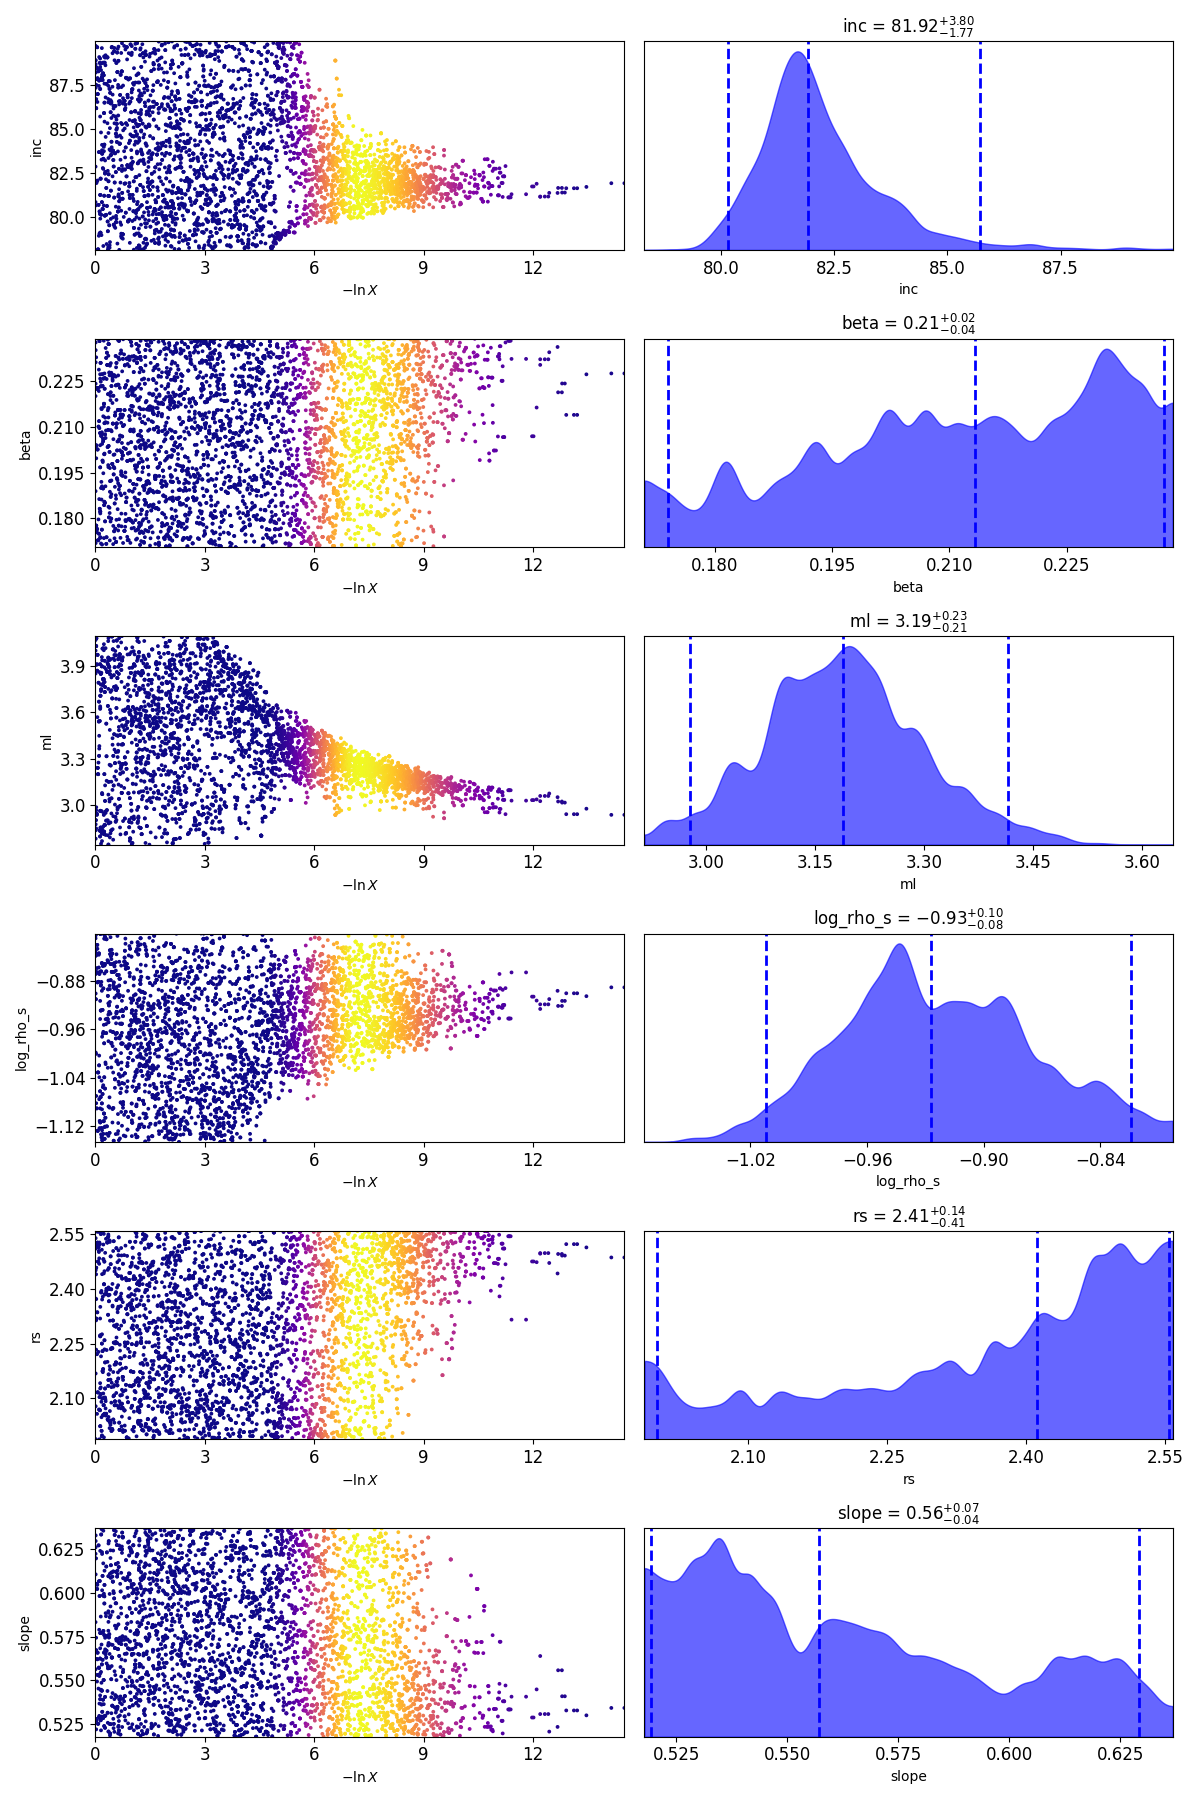 inc = 81.92+3.80 −1.77
87.5
85.0
82.5
80.0
inc
0 3 6 9 12
−ln X
80.0 82.5 85.0 87.5
inc
beta = 0.21+0.02 −0.04
0.225
0.210
0.195
0.180
beta
0 3 6 9 12
−ln X
0.180 0.195 0.210 0.225
beta
ml = 3.19+0.23 −0.21
3.9
3.6
3.3
3.0
ml
0 3 6 9 12
−ln X
3.00 3.15 3.30 3.45 3.60
ml
log_rho_s = −0.93+0.10 −0.08
−0.88
−0.96
−1.04
−1.12
log_rho_s
0 3 6 9 12
−ln X
−1.02 −0.96 −0.90 −0.84
log_rho_s
rs = 2.41+0.14 −0.41
2.55
2.40
2.25
2.10
rs
0 3 6 9 12
−ln X
2.10 2.25 2.40 2.55
rs
slope = 0.56+0.07 −0.04
0.625
0.600
0.575
0.550
0.525
slope
0 3 6 9 12
−ln X
0.525 0.550 0.575 0.600 0.625
slope